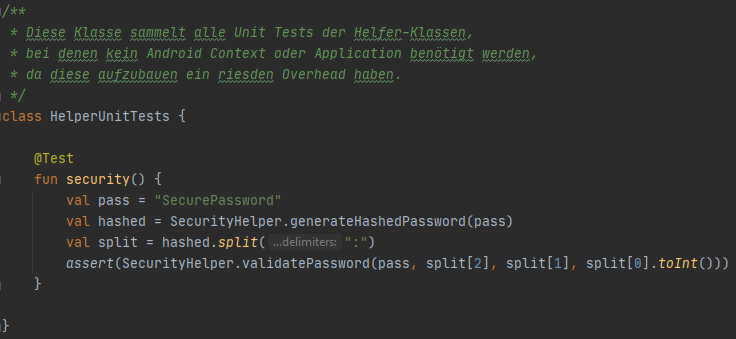 /**
 * Diese Klasse sammelt alle Unit Tests der Helfer-Klassen,
 * bei denen kein Android Context oder Application benötigt werden,
 * da diese aufzubauen ein riesden Overhead haben.
 */
class HelperUnitTests {
@Test
fun security() {
val pass = "SecurePassword"
val hashed = SecurityHelper.generateHashedPassword(pass)
val split = hashed.split( ...delimiters: ":")
assert(SecurityHelper.validatePassword(pass, split[2], split[1], split[0].toInt()))
}
}